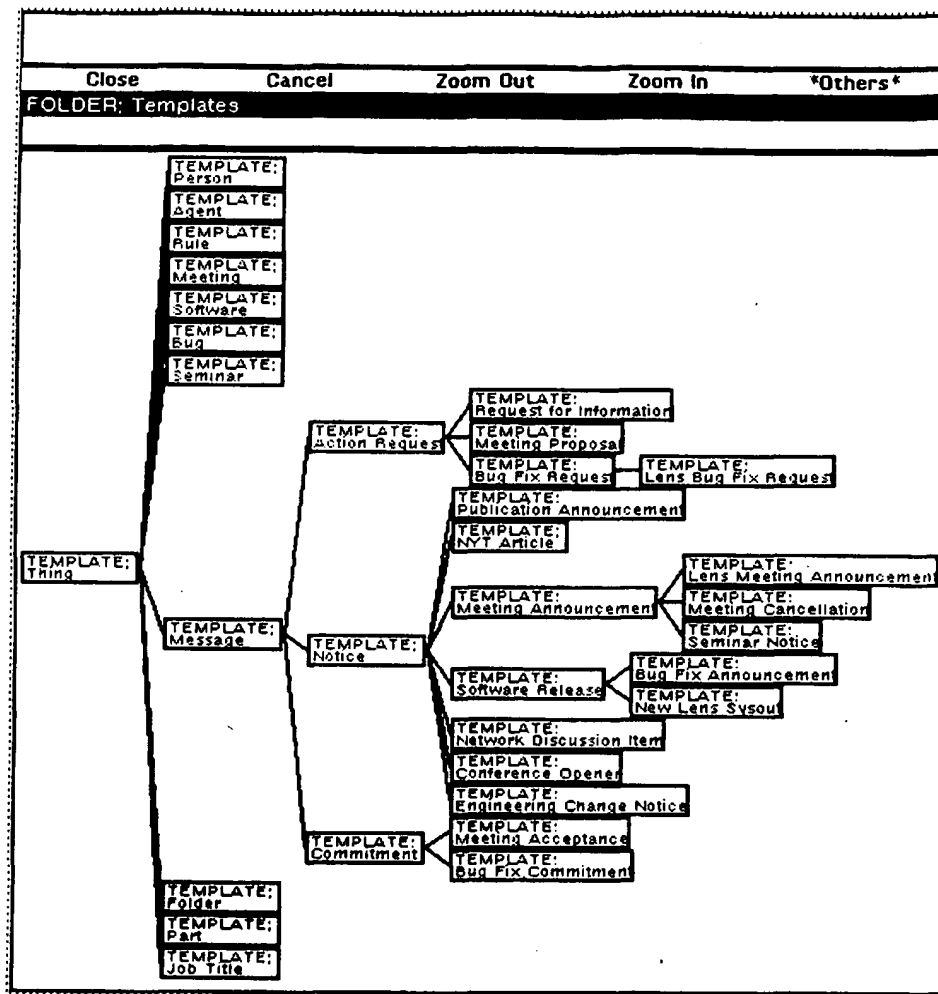 Close Cancel Zoom Out Zoom In *Others*
FOLDER: Templates
TEMPLATE:
Person
TEMPLATE:
Agent
TEMPLATE:
Rule
TEMPLATE:
Meeting
TEMPLATE:
Software
TEMPLATE:
Bug
TEMPLATE:
Seminar
TEMPLATE:
Request for Information
TEMPLATE:
Action Request
TEMPLATE:
Meeting Proposal
TEMPLATE:
Bug Fix Request
TEMPLATE:
Lens Bug Fix Request
TEMPLATE:
Publication Announcement
TEMPLATE:
NYT Article
TEMPLATE:
Thing
TEMPLATE:
Lens Meeting Announcement
TEMPLATE:
Meeting Announcement
TEMPLATE:
Meeting Cancellation
TEMPLATE:
Message
TEMPLATE:
Notice
TEMPLATE:
Seminar Notice
TEMPLATE:
Bug Fix Announcement
TEMPLATE:
Software Release
TEMPLATE:
New Lens Sysout
TEMPLATE:
Network Discussion Item
TEMPLATE:
Conference Opener
TEMPLATE:
Engineering Change Notice
TEMPLATE:
Commitment
TEMPLATE:
Meeting Acceptance
TEMPLATE:
Bug Fix Commitment
TEMPLATE:
Folder
TEMPLATE:
Part
TEMPLATE:
Job Title